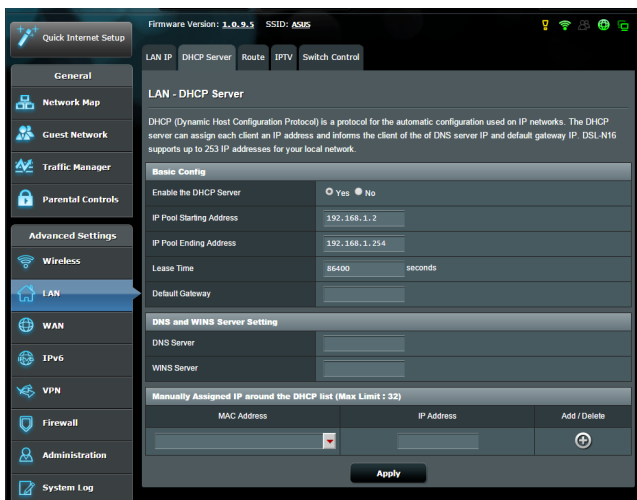 Quick Internet Setup
General
Network Map
Guest Network
Traffic Manager
Parental Controls
Advanced Settings
Wireless
LAN
WAN
IPv6
VPN
Firewall
Administration
System Log
Firmware Version: 1.0.9.5 SSID: ASUS
LAN IP DHCP Server Route IPTV Switch Control
LAN - DHCP Server
DHCP (Dynamic Host Configuration Protocol) is a protocol for the automatic configuration used on IP networks. The DHCP
server can assign each client an IP address and informs the client of the of DNS server IP and default gateway IP. DSL-N16
supports up to 253 IP addresses for your local network.
Basic Config
Enable the DHCP Server Yes No
IP Pool Starting Address 192.168.1.2
IP Pool Ending Address 192.168.1.254
Lease Time 86400 seconds
Default Gateway
DNS and WINS Server Setting
DNS Server
WINS Server
Manually Assigned IP around the DHCP list (Max Limit : 32)
MAC Address IP Address Add / Delete
Apply